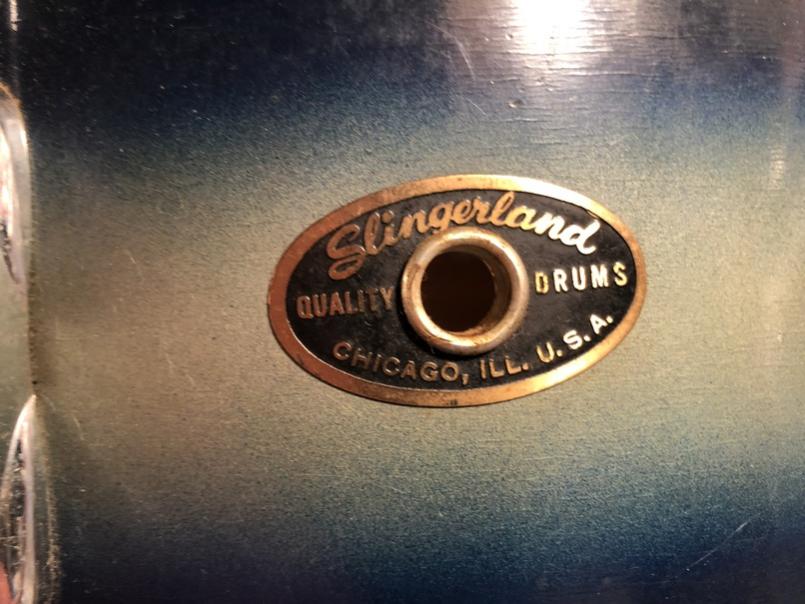 Slingerland
QUALITY DRUMS
CHICAGO, ILL. U.S.A.